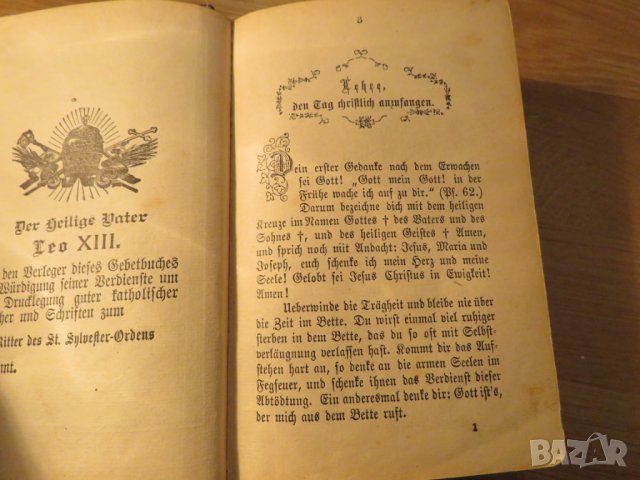 Der Heilige Vater
Leo XIII.
den Verleger dieses Gebetbuches
Würdigung seiner Verdienste um
Drucklegung guter katholischer
cher und Schriften zum
Ritter des St. Sylvester-Ordens
nnt.
3
Lehre,
den Tag christlich anzufangen.
Dein erster Gedanke nach dem Erwachen
sei Gott! „Gott mein Gott! in der
Frühe wache ich auf zu dir.“ (Pf. 62.)
Darum bezeichne dich mit dem heiligen
Kreuze im Namen Gottes † des Vaters und des
Sohnes †, und des heiligen Geistes † Amen,
und sprich noch mit Andacht: Jesus, Maria und
Joseph, euch schenke ich mein Herz und meine
Seele! Gelobt sei Jesus Christus in Ewigkeit!
Amen!
Ueberwinde die Trägheit und bleibe nie über
die Zeit im Bette. Du wirst einmal viel ruhiger
sterben in dem Bette, das du so oft mit Selbst-
verläugnung verlassen hast. Kommt dir das Auf-
stehen hart an, so denke an die armen Seelen im
Fegfeuer, und schenke ihnen das Verdienst dieser
Abtödtung. Ein anderesmal denke dir: Gott ist's,
der mich aus dem Bette ruft.
1
BAZAR